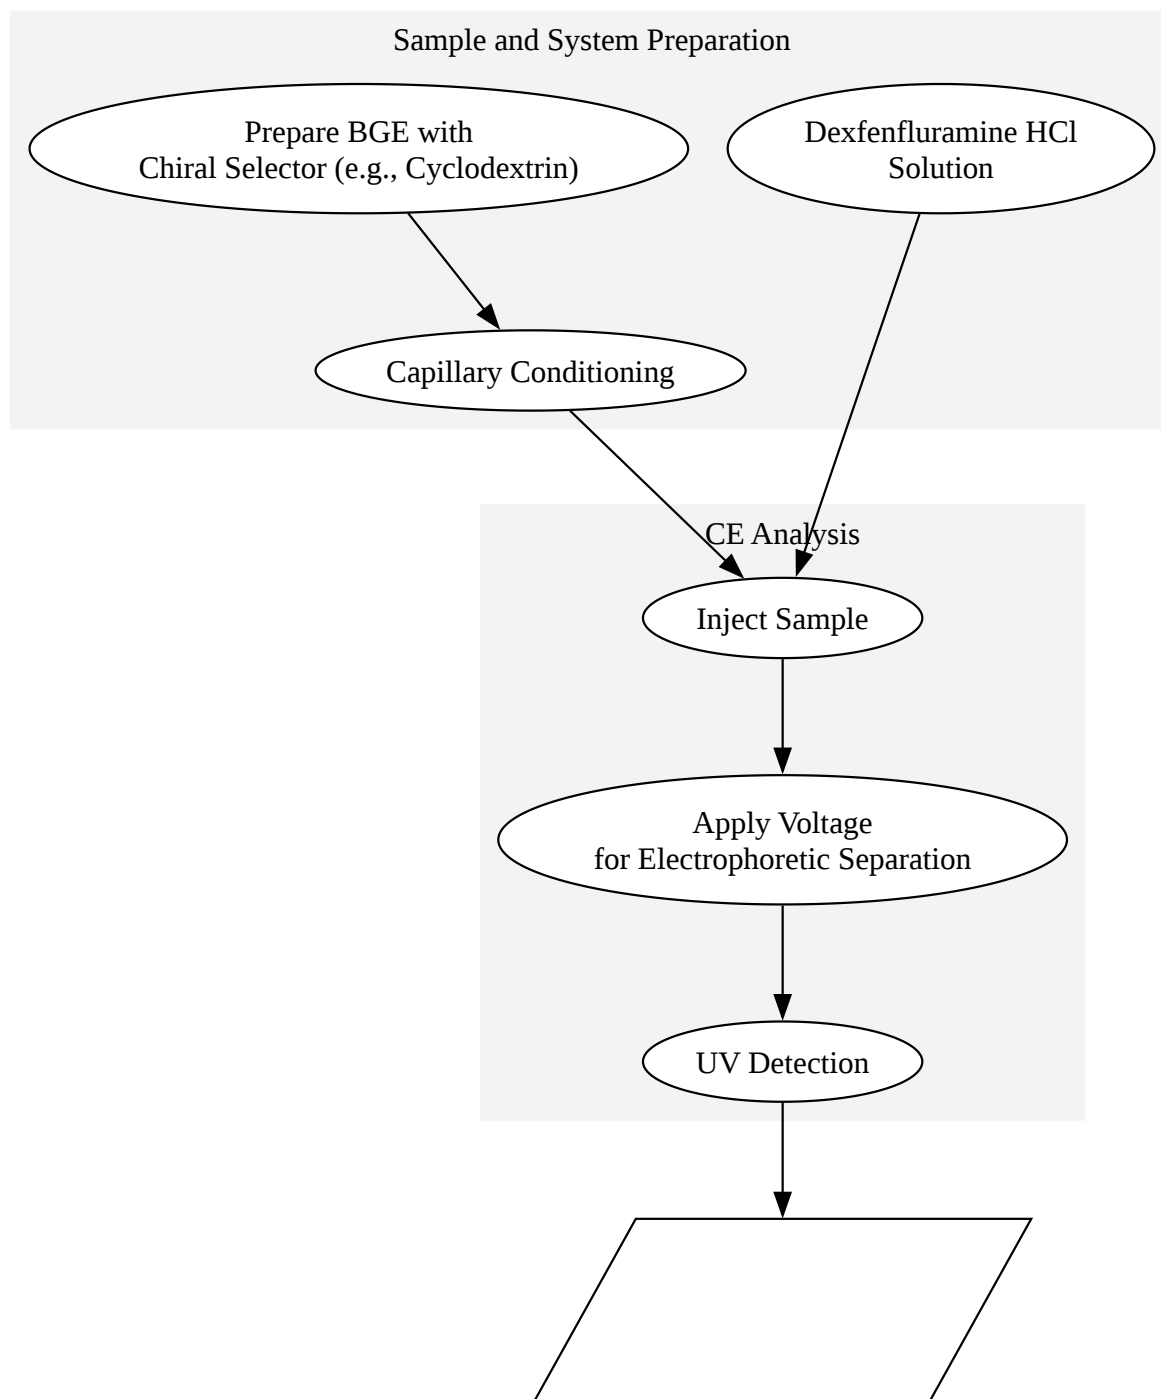 Sample and System Preparation
Prepare BGE with
Chiral Selector (e.g., Cyclodextrin)
Dexfenfluramine HCl
Solution
Capillary Conditioning
CE Analysis
Inject Sample
Apply Voltage
for Electrophoretic Separation
UV Detection